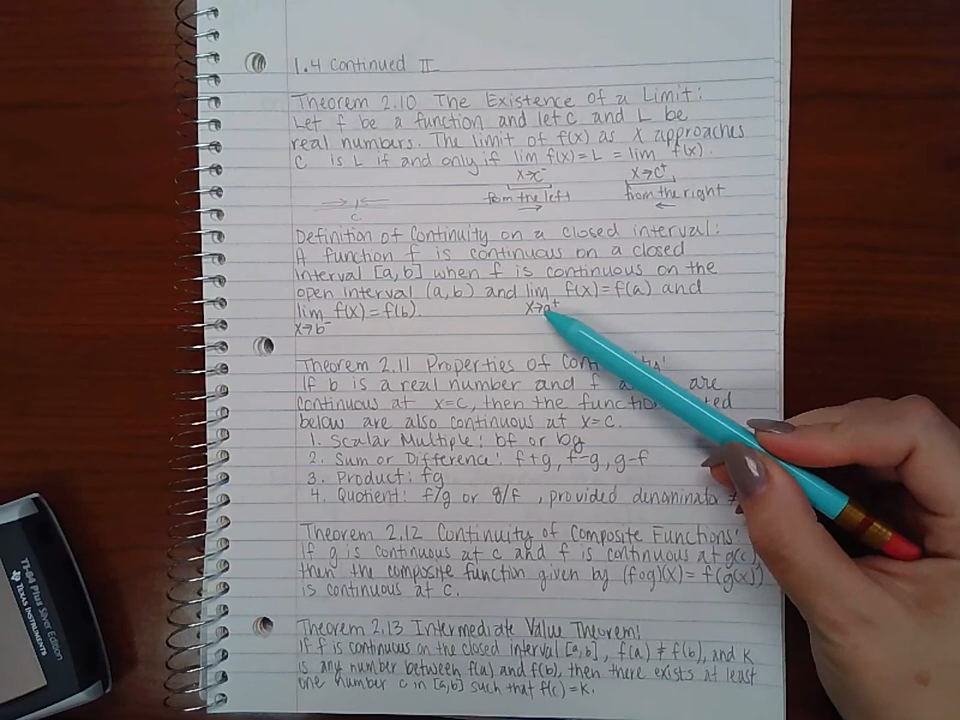 1.4 Continued II
Theorem 2.10 The Existence of a Limit:
Let f be a function and let C and L be
real numbers. The limit of f(x) as x approaches
C is L if and only if lim f(x) = L = lim f(x).
x→c⁻ x→c⁺
from the left from the right
→ ← →
c
←
Definition of Continuity on a closed interval:
A function f is continuous on a closed
interval [a,b] when f is continuous on the
open interval (a,b) and lim f(x)=f(a) and
x→a⁺
lim f(x)=f(b).
x→b⁻
Theorem 2.11 Properties of
If b is a real number and f are
continuous at x=c, then the
below are also continuous at x=c.
1. Scalar Multiple: bf or bg
2. Sum or Difference: f+g, f-g, g-f
3. Product: fg
4. Quotient: f/g or g/f, provided ≠
Theorem 2.12 Continuity of Composite Functions:
If g is continuous at c and f is continuous at g(c),
then the composite function given by (f∘g)(x) = f(g(x))
is continuous at c.
Theorem 2.13 Intermediate Value Theorem:
If f is continuous on the closed interval [a,b], f(a) ≠ f(b), and K
is any number between f(a) and f(b), then there exists at least
one number c in [a,b] such that f(c)=K.
TI-84 Plus Silver Edition
TEXAS INSTRUMENTS